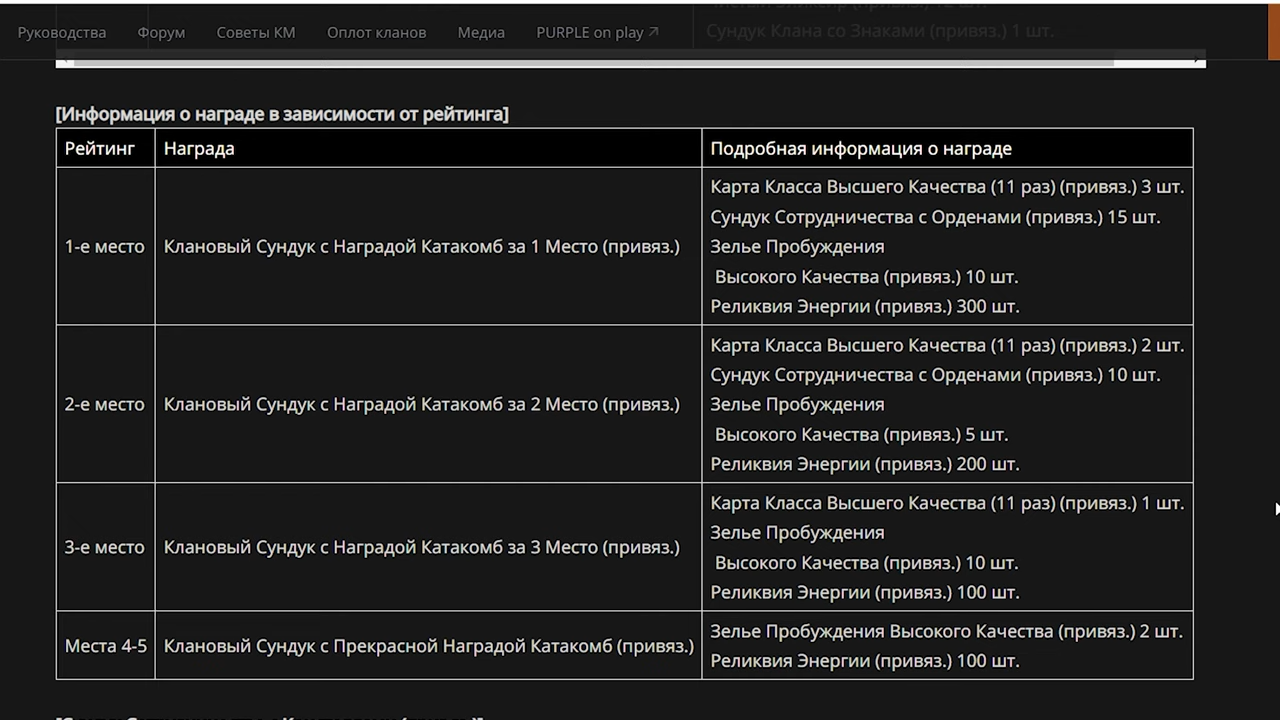 Руководства Форум Советы КМ Оплот кланов Медиа PURPLE on play ↗
Сундук Клана со Знаками (привяз.) 1 шт.
[Информация о награде в зависимости от рейтинга]
Рейтинг Награда Подробная информация о награде
1-е место Клановый Сундук с Наградой Катакомб за 1 Место (привяз.)
Карта Класса Высшего Качества (11 раз) (привяз.) 3 шт.
Сундук Сотрудничества с Орденами (привяз.) 15 шт.
Зелье Пробуждения
Высокого Качества (привяз.) 10 шт.
Реликвия Энергии (привяз.) 300 шт.
2-е место Клановый Сундук с Наградой Катакомб за 2 Место (привяз.)
Карта Класса Высшего Качества (11 раз) (привяз.) 2 шт.
Сундук Сотрудничества с Орденами (привяз.) 10 шт.
Зелье Пробуждения
Высокого Качества (привяз.) 5 шт.
Реликвия Энергии (привяз.) 200 шт.
3-е место Клановый Сундук с Наградой Катакомб за 3 Место (привяз.)
Карта Класса Высшего Качества (11 раз) (привяз.) 1 шт.
Зелье Пробуждения
Высокого Качества (привяз.) 10 шт.
Реликвия Энергии (привяз.) 100 шт.
Места 4-5 Клановый Сундук с Прекрасной Наградой Катакомб (привяз.)
Зелье Пробуждения Высокого Качества (привяз.) 2 шт.
Реликвия Энергии (привяз.) 100 шт.